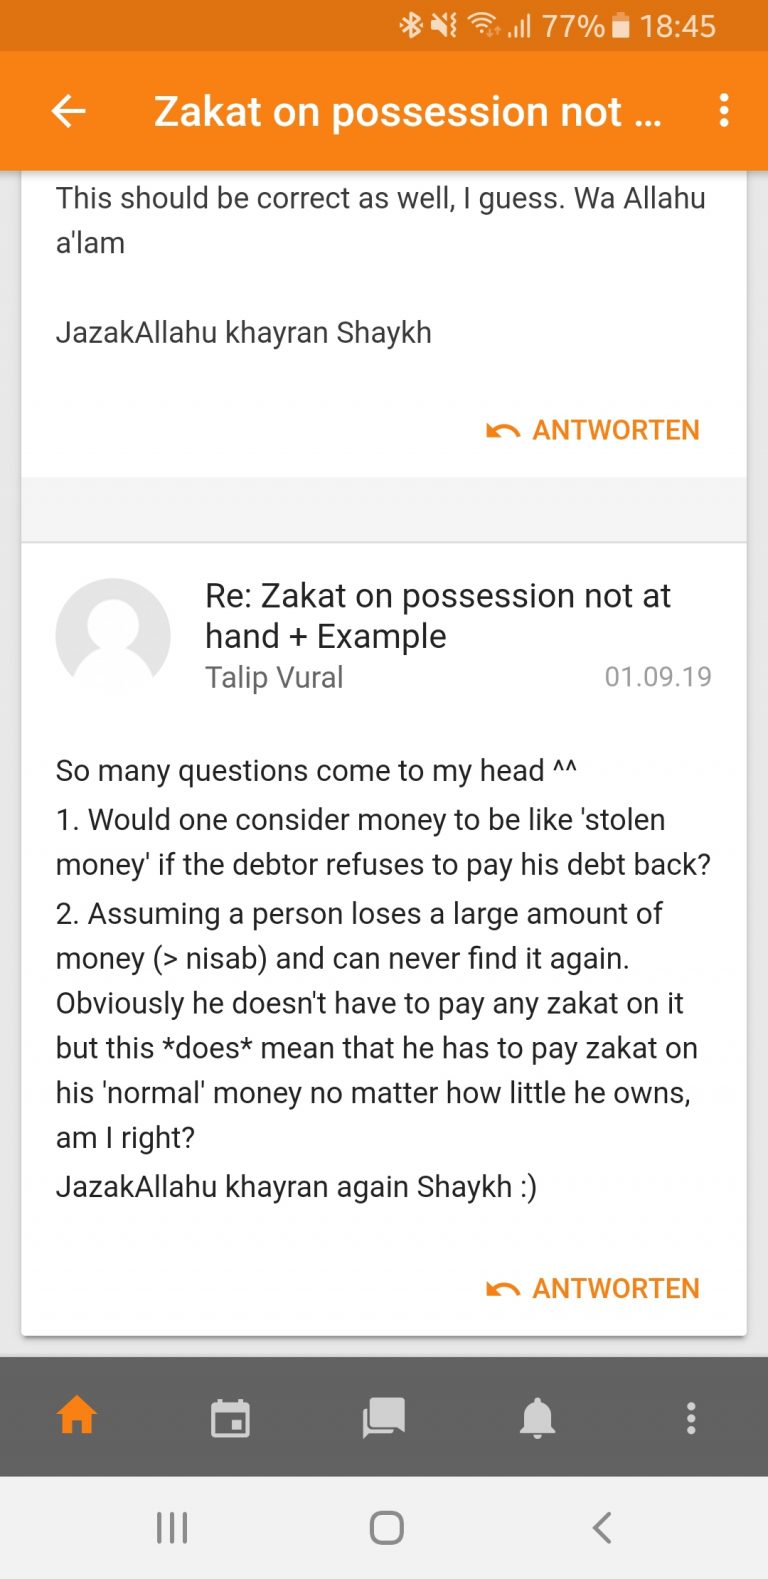 77% 18:45
Zakat on possession not ...
This should be correct as well, I guess. Wa Allahu
a'lam
JazakAllahu khayran Shaykh
ANTWORTEN
Re: Zakat on possession not at
hand + Example
Talip Vural 01.09.19
So many questions come to my head ^^
1. Would one consider money to be like 'stolen
money' if the debtor refuses to pay his debt back?
2. Assuming a person loses a large amount of
money (> nisab) and can never find it again.
Obviously he doesn't have to pay any zakat on it
but this *does* mean that he has to pay zakat on
his 'normal' money no matter how little he owns,
am I right?
JazakAllahu khayran again Shaykh :)
ANTWORTEN